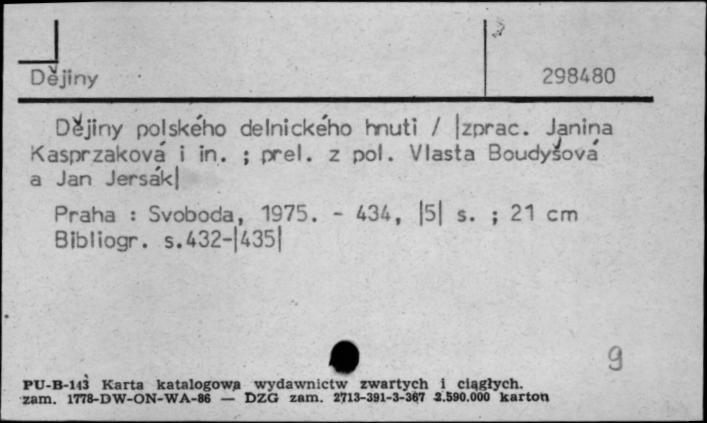 Dějiny 298480
Dějiny polského delnického hnuti / |zprac. Janina
Kasprzaková i in. ; prel. z pol. Vlasta Boudyšová
a Jan Jersák|
Praha : Svoboda, 1975. - 434, |5| s. ; 21 cm
Bibliogr. s.432-|435|
9
PU-B-143 Karta katalogowa wydawnictw zwartych i ciągłych.
zam. 1778-DW-ON-WA-86 — DZG zam. 2713-391-3-367 2.590.000 karton